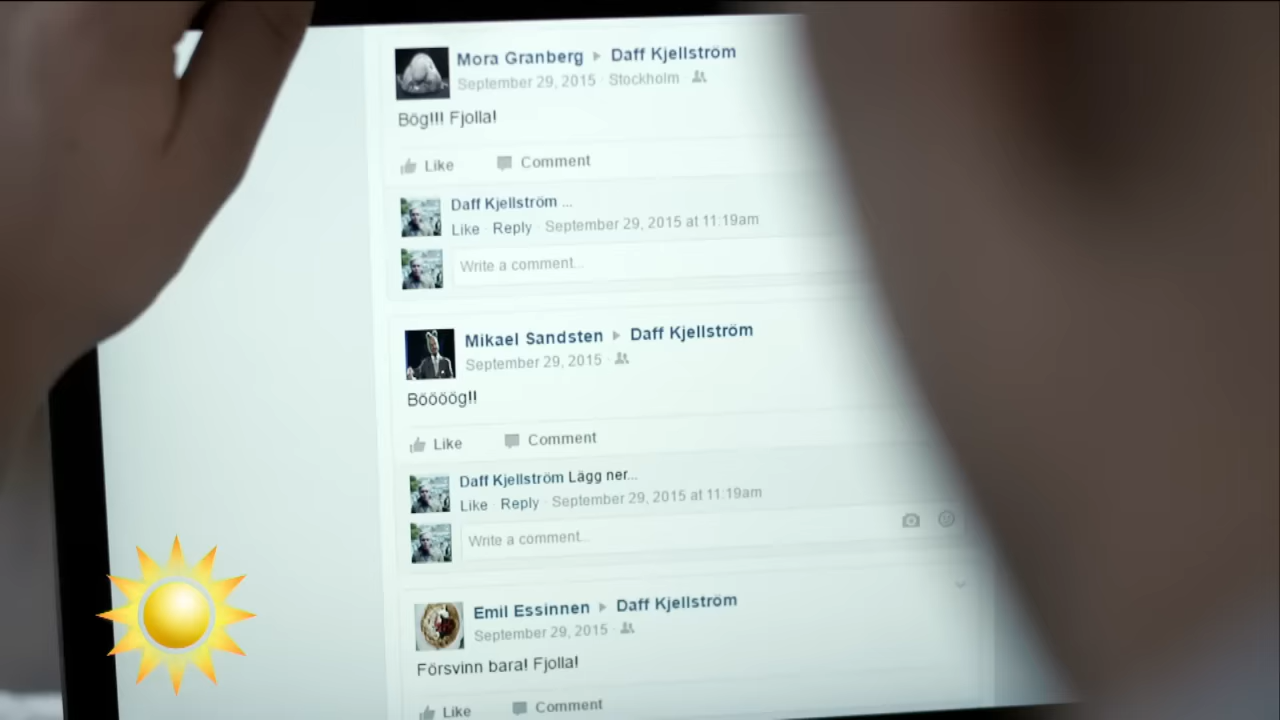 Mora Granberg ▸ Daff Kjellström
September 29, 2015 · Stockholm
Bög!!! Fjolla!
Like Comment
Daff Kjellström ...
Like · Reply · September 29, 2015 at 11:19am
Write a comment...
Mikael Sandsten ▸ Daff Kjellström
September 29, 2015 ·
Böööög!!
Like Comment
Daff Kjellström Lägg ner...
Like · Reply · September 29, 2015 at 11:19am
Write a comment...
Emil Essinnen ▸ Daff Kjellström
September 29, 2015 ·
Försvinn bara! Fjolla!
Like Comment